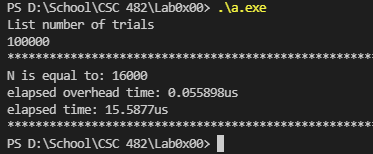 PS D:\School\CSC 482\Lab0x00> .\a.exe
List number of trials
100000
****************************************************
N is equal to: 16000
elapsed overhead time: 0.055898us
elapsed time: 15.5877us
****************************************************
PS D:\School\CSC 482\Lab0x00>